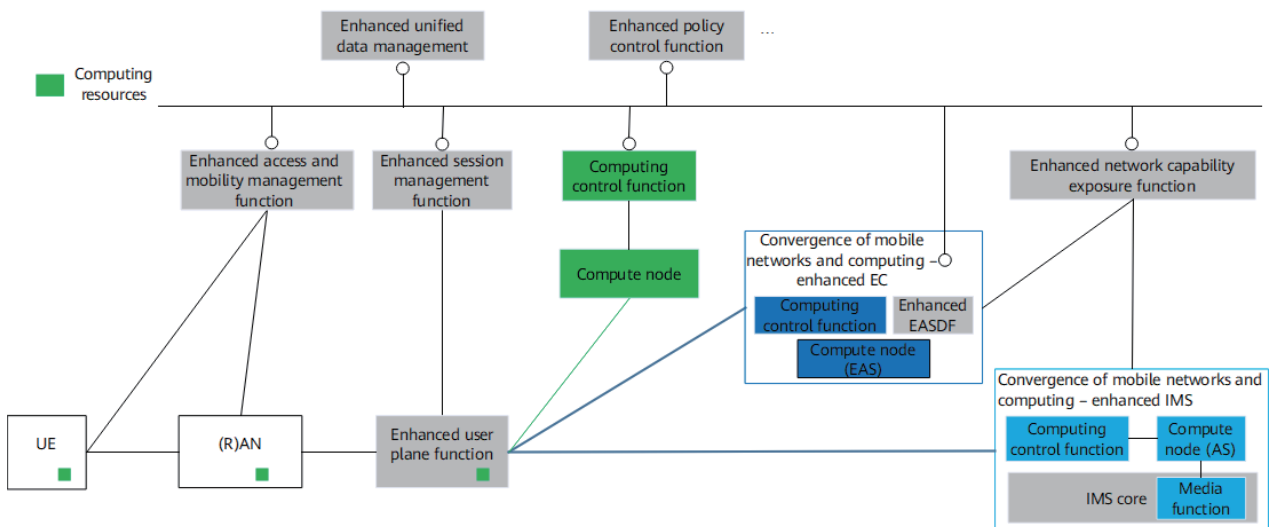 Enhanced unified
data management
Enhanced policy
control function
...
Computing
resources
Enhanced access and
mobility management
function
Enhanced session
management
function
Computing
control function
Enhanced network capability
exposure function
Compute node
Convergence of mobile
networks and computing –
enhanced EC
Computing
control function
Enhanced
EASDF
Compute node
(EAS)
Convergence of mobile networks and
computing – enhanced IMS
UE
(R)AN
Enhanced user
plane function
Computing
control function
Compute
node (AS)
IMS core
Media
function